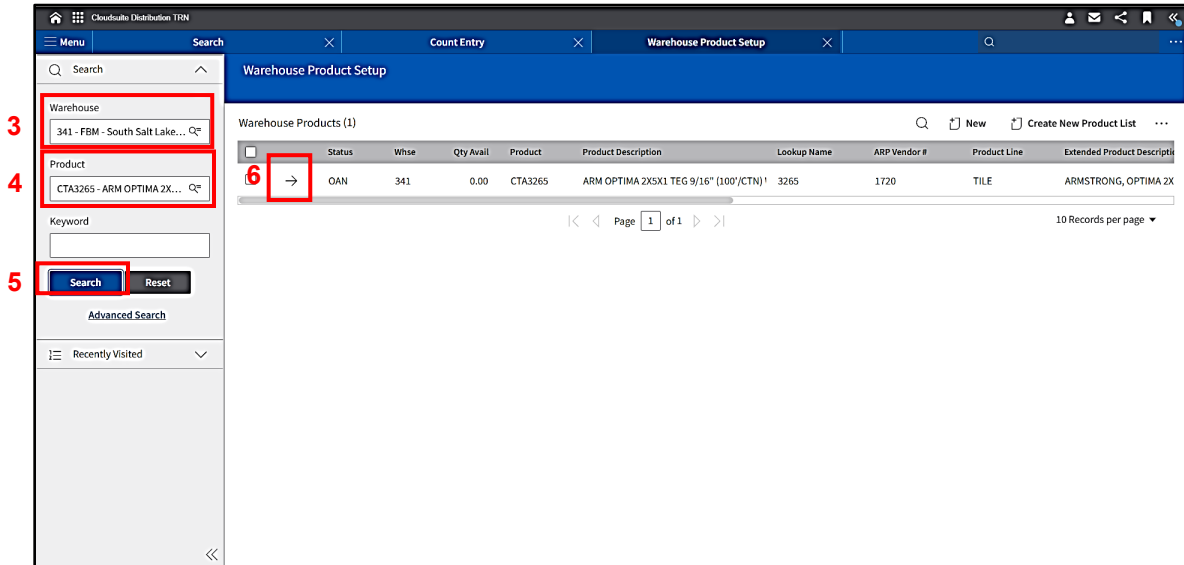 Cloudsuite Distribution TRN
Menu
Search
Count Entry
Warehouse Product Setup
Search
Warehouse Product Setup
3
Warehouse
341 - FBM - South Salt Lake...
4
Product
CTA3265 - ARM OPTIMA 2X...
Keyword
5
Search Reset
Advanced Search
Recently Visited
Warehouse Products (1)
New Create New Product List ...
Status Whse Qty Avail Product Product Description Lookup Name ARP Vendor # Product Line Extended Product Descripti
6
OAN 341 0.00 CTA3265 ARM OPTIMA 2X5X1 TEG 9/16" (100'/CTN) 3265 1720 TILE ARMSTRONG, OPTIMA 2X
Page 1 of 1
10 Records per page